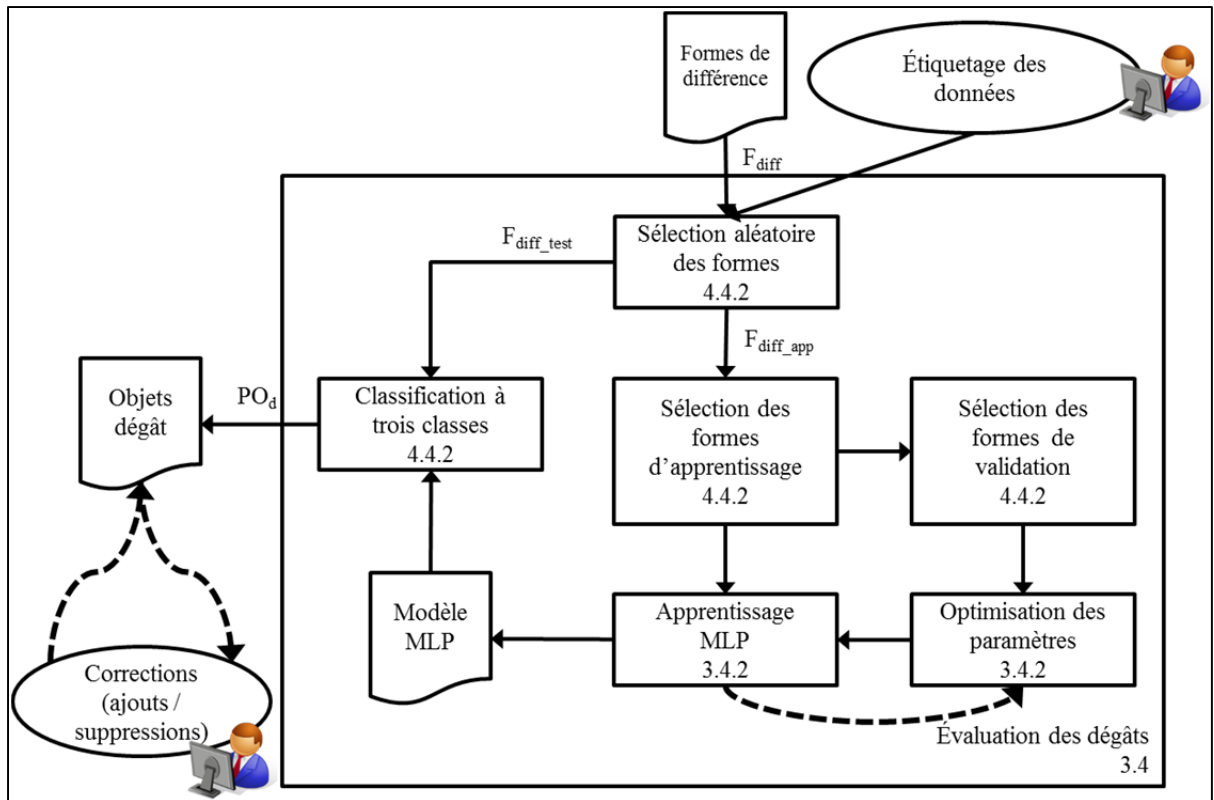 Formes de
différence
Étiquetage des
données
F_diff
Sélection aléatoire
des formes
4.4.2
F_diff_test
F_diff_app
Objets
dégât
PO_d
Classification à
trois classes
4.4.2
Sélection des
formes
d’apprentissage
4.4.2
Sélection des
formes de
validation
4.4.2
Modèle
MLP
Apprentissage
MLP
3.4.2
Optimisation des
paramètres
3.4.2
Corrections
(ajouts /
suppressions)
Évaluation des dégâts
3.4